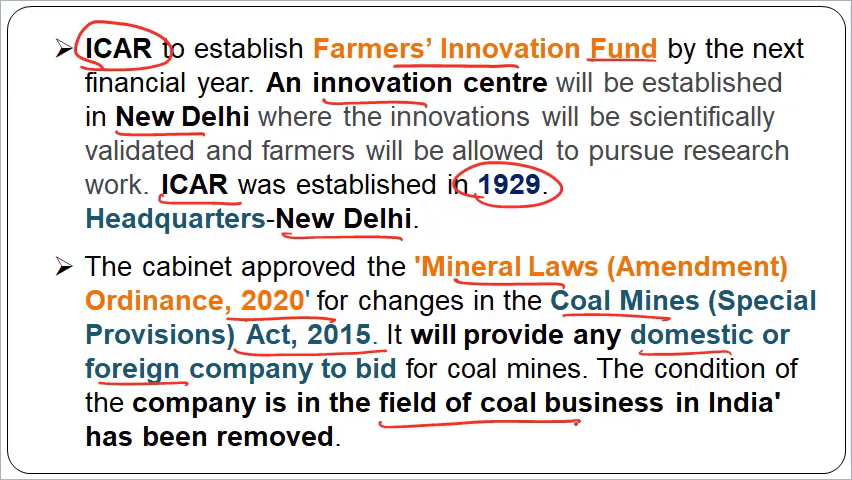 ➢ ICAR to establish Farmers’ Innovation Fund by the next
financial year. An innovation centre will be established
in New Delhi where the innovations will be scientifically
validated and farmers will be allowed to pursue research
work. ICAR was established in 1929.
Headquarters-New Delhi.
➢ The cabinet approved the 'Mineral Laws (Amendment)
Ordinance, 2020' for changes in the Coal Mines (Special
Provisions) Act, 2015. It will provide any domestic or
foreign company to bid for coal mines. The condition of
the company is in the field of coal business in India'
has been removed.